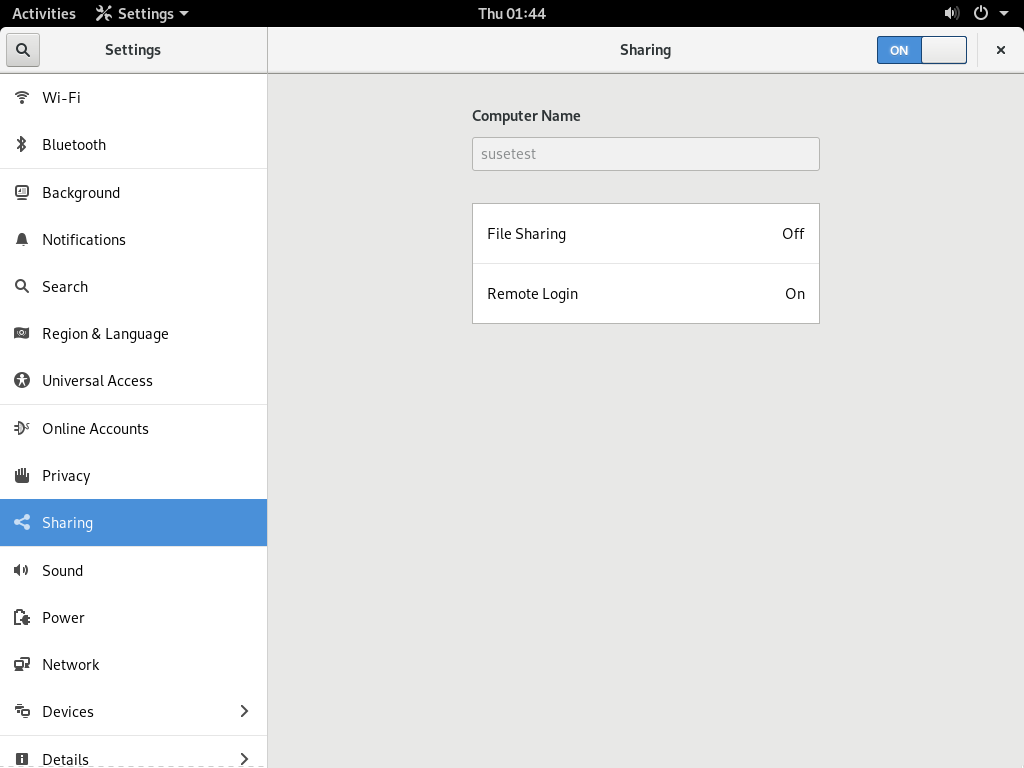 Activities Settings Thu 01:44
Settings Sharing ON
Wi-Fi
Bluetooth
Background
Notifications
Search
Region & Language
Universal Access
Online Accounts
Privacy
Sharing
Sound
Power
Network
Devices
Details
Computer Name
susetest
File Sharing Off
Remote Login On